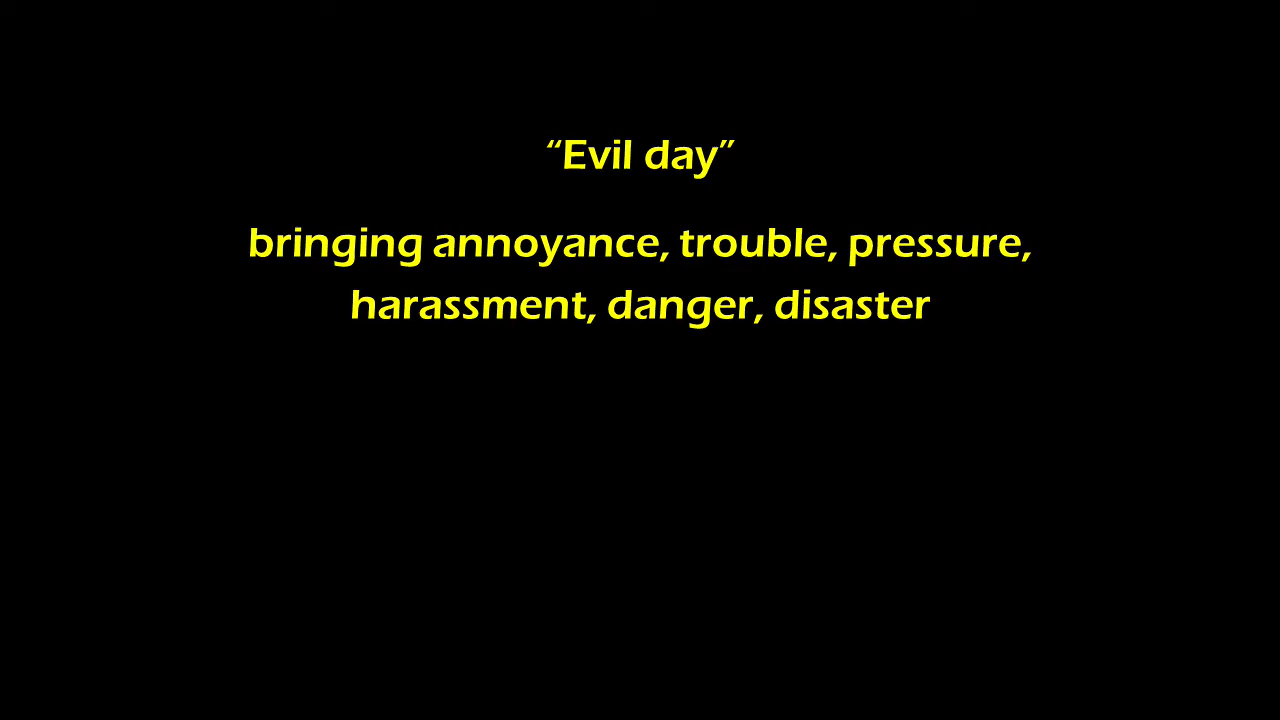 “Evil day”
bringing annoyance, trouble, pressure,
harassment, danger, disaster